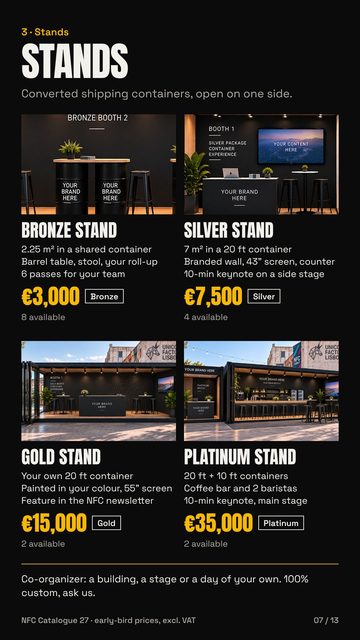 3 · Stands
STANDS
Converted shipping containers, open on one side.
BRONZE BOOTH 2
YOUR
BRAND
HERE
YOUR
BRAND
HERE
BOOTH 1
SILVER PACKAGE
CONTAINER
EXPERIENCE
YOUR CONTENT
HERE
YOUR BRAND
HERE
BRONZE STAND
2.25 m² in a shared container
Barrel table, stool, your roll-up
6 passes for your team
€3,000 Bronze
8 available
SILVER STAND
7 m² in a 20 ft container
Branded wall, 43" screen, counter
10-min keynote on a side stage
€7,500 Silver
4 available
UNICO
FACTO
LISBO
UNICO
FACTO
LISBO
GOLD STAND
Your own 20 ft container
Painted in your colour, 55" screen
Feature in the NFC newsletter
€15,000 Gold
2 available
PLATINUM STAND
20 ft + 10 ft containers
Coffee bar and 2 baristas
10-min keynote, main stage
€35,000 Platinum
2 available
Co-organizer: a building, a stage or a day of your own. 100%
custom, ask us.
NFC Catalogue 27 · early-bird prices, excl. VAT
07 / 13